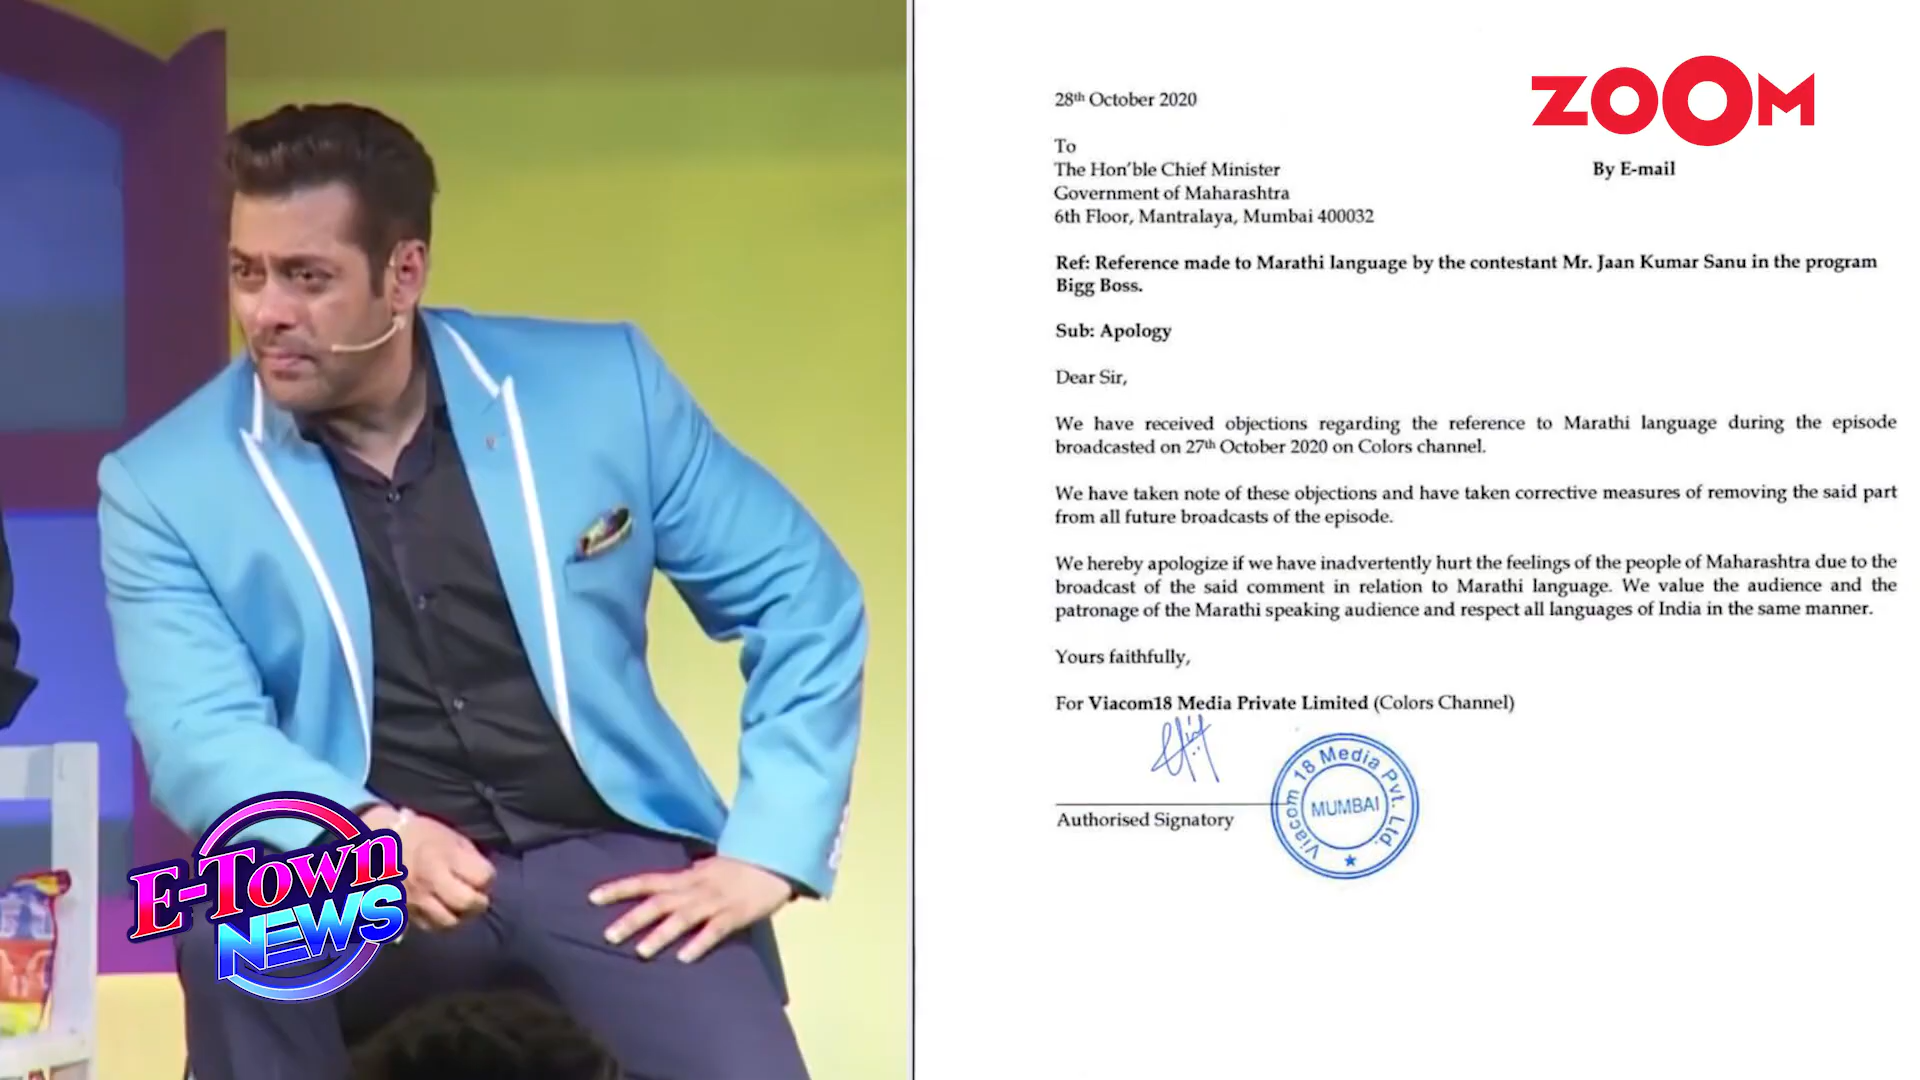 ZOOM
28th October 2020
To
The Hon'ble Chief Minister
By E-mail
Government of Maharashtra
6th Floor, Mantralaya, Mumbai 400032
Ref: Reference made to Marathi language by the contestant Mr. Jaan Kumar Sanu in the program
Bigg Boss.
Sub: Apology
Dear Sir,
We have received objections regarding the reference to Marathi language during the episode
broadcasted on 27th October 2020 on Colors channel.
We have taken note of these objections and have taken corrective measures of removing the said part
from all future broadcasts of the episode.
We hereby apologize if we have inadvertently hurt the feelings of the people of Maharashtra due to the
broadcast of the said comment in relation to Marathi language. We value the audience and the
patronage of the Marathi speaking audience and respect all languages of India in the same manner.
Yours faithfully,
For Viacom18 Media Private Limited (Colors Channel)
Authorised Signatory
Viacom 18 Media Pvt. Ltd.
MUMBAI
E-Town
NEWS